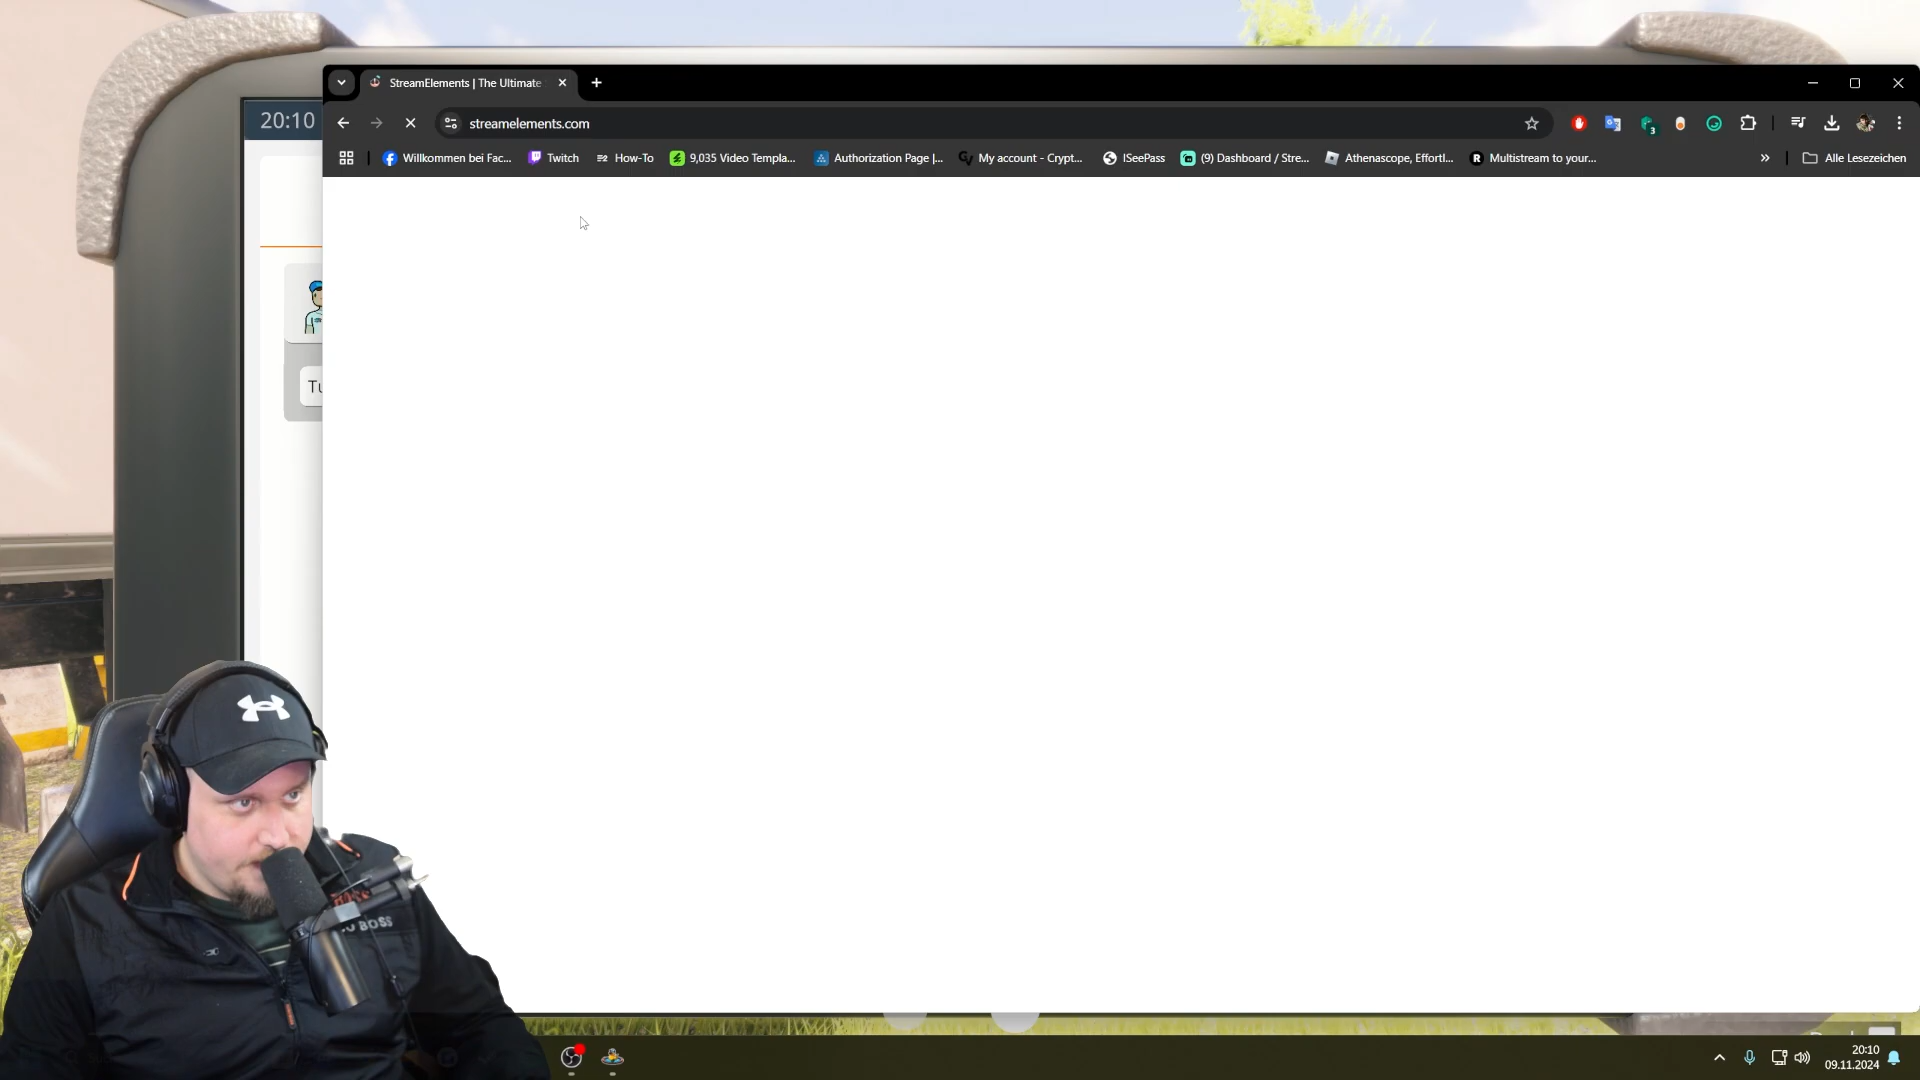 StreamElements | The Ultimate
20:10
streamelements.com
3
Willkommen bei Fac...
Twitch
How-To
9,035 Video Templa...
Authorization Page |...
My account - Crypt...
ISeePass
(9) Dashboard / Stre...
Athenascope, Effortl...
Multistream to your...
Alle Lesezeichen
Tu
BOSS
20:10
09.11.2024